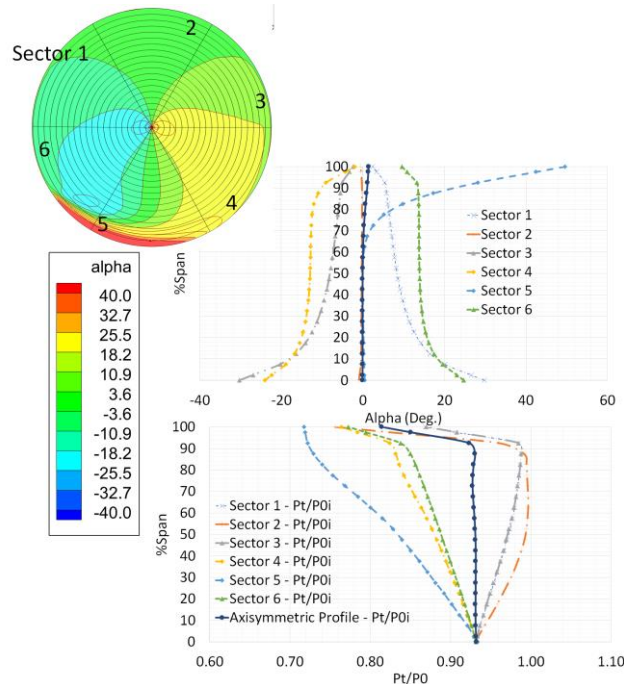 2
Sector 1
3
6
4
5
alpha
40.0
32.7
25.5
18.2
10.9
3.6
-3.6
-10.9
-18.2
-25.5
-32.7
-40.0
%Span
100
90
80
70
60
50
40
30
20
10
0
Sector 1
Sector 2
Sector 3
Sector 4
Sector 5
Sector 6
-40 -20 0 20 40 60
Alpha (Deg.)
%Span
100
90
80
70
60
50
40
30
20
10
0
Sector 1 - Pt/P0i
Sector 2 - Pt/P0i
Sector 3 - Pt/P0i
Sector 4 - Pt/P0i
Sector 5 - Pt/P0i
Sector 6 - Pt/P0i
Axisymmetric Profile - Pt/P0i
0.60 0.70 0.80 0.90 1.00 1.10
Pt/P0